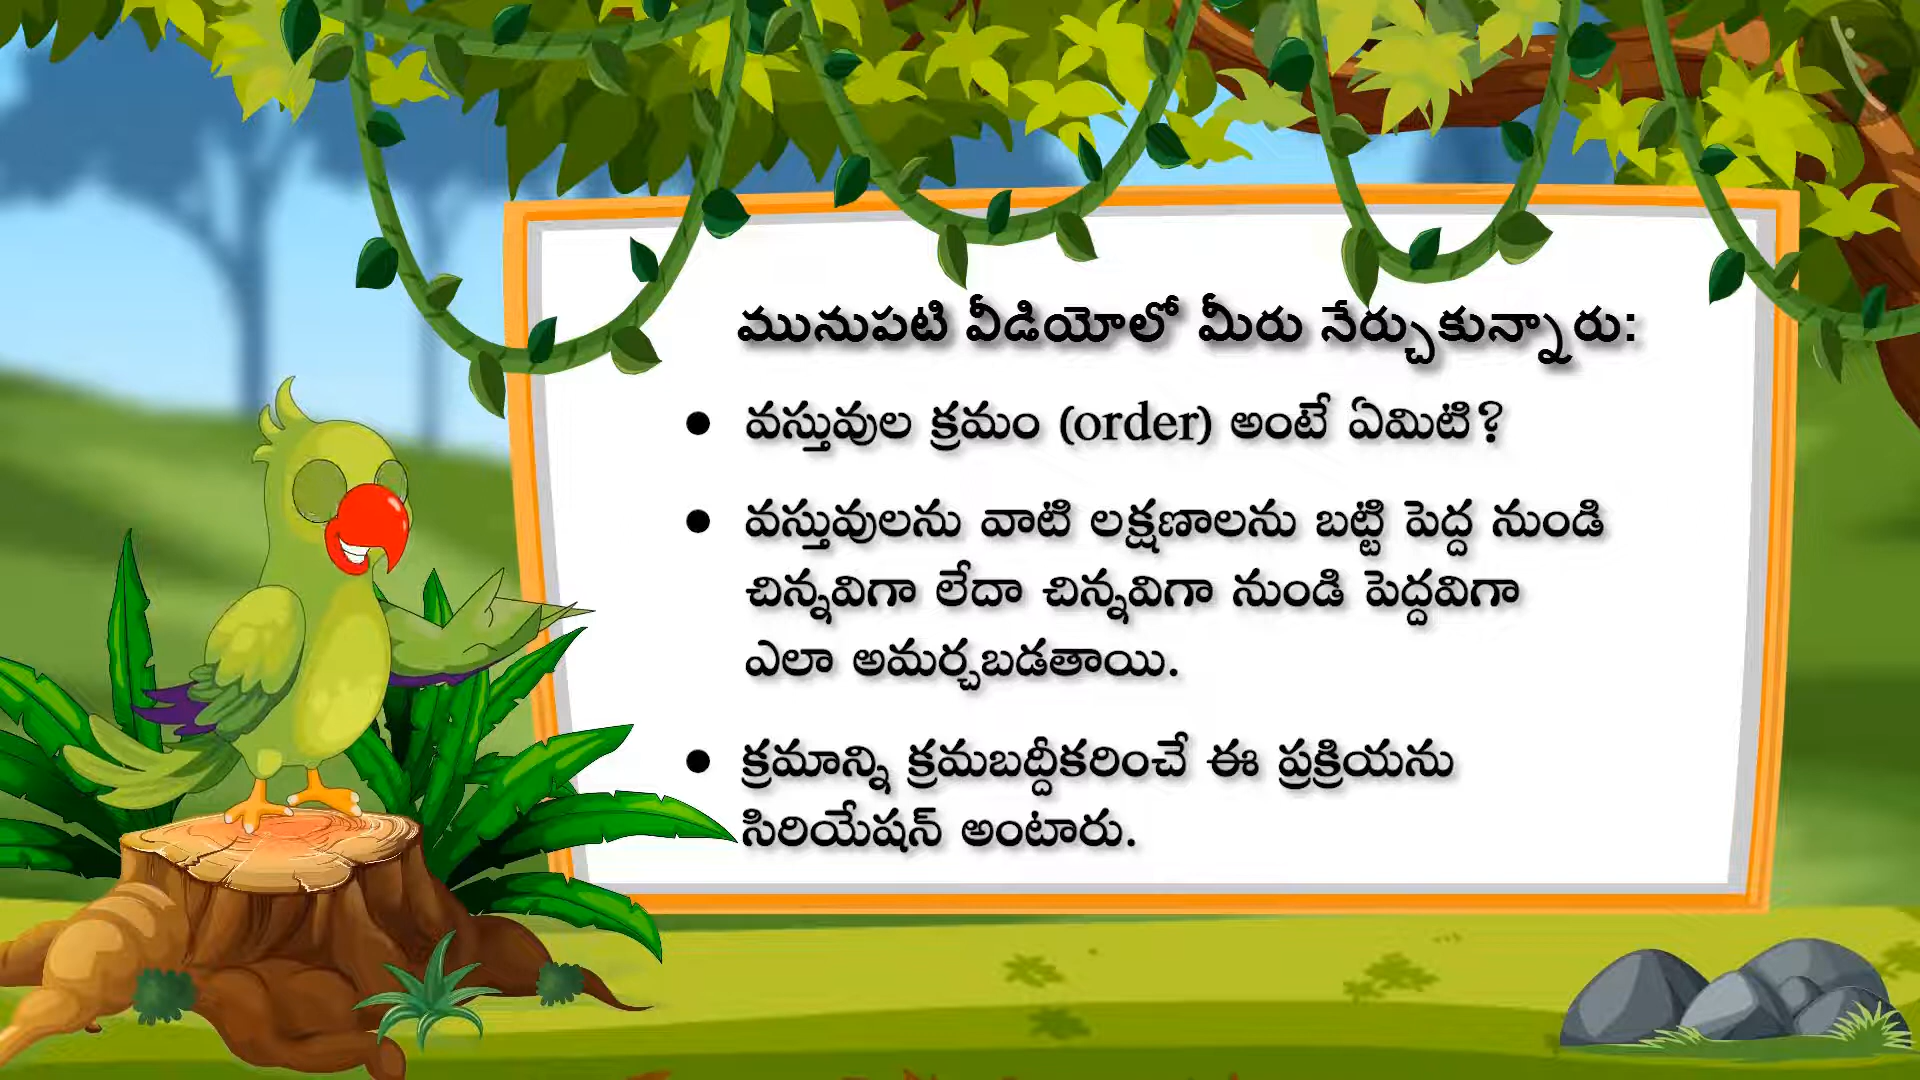 మునుపటి వీడియోలో మీరు నేర్చుకున్నారు:
● వస్తువుల క్రమం (order) అంటే ఏమిటి?
● వస్తువులను వాటి లక్షణాలను బట్టి పెద్ద నుండి
చిన్నవిగా లేదా చిన్నవిగా నుండి పెద్దవిగా
ఎలా అమర్చబడతాయి.
● క్రమాన్ని క్రమబద్దీకరించే ఈ ప్రక్రియను
సిరియేషన్ అంటారు.